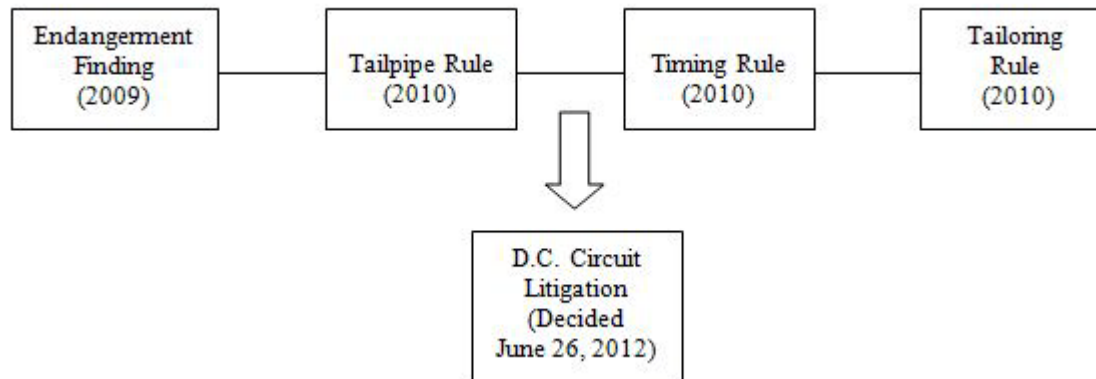 Endangerment
Finding
(2009)
Tailpipe Rule
(2010)
Timing Rule
(2010)
Tailoring
Rule
(2010)
D.C. Circuit
Litigation
(Decided
June 26, 2012)